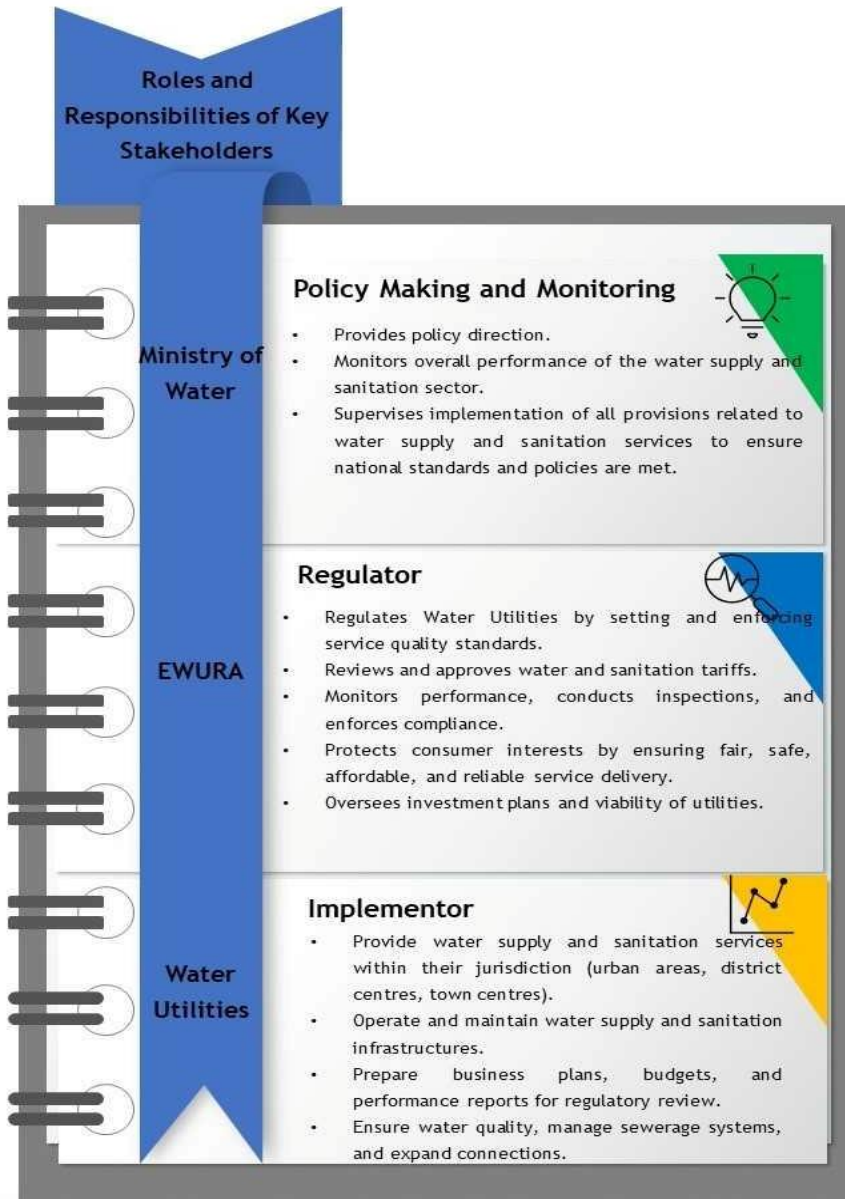 Roles and
Responsibilities of Key
Stakeholders
Ministry of
Water
Policy Making and Monitoring
• Provides policy direction.
• Monitors overall performance of the water supply and
sanitation sector.
• Supervises implementation of all provisions related to
water supply and sanitation services to ensure
national standards and policies are met.
EWURA
Regulator
• Regulates Water Utilities by setting and enforcing
service quality standards.
• Reviews and approves water and sanitation tariffs.
• Monitors performance, conducts inspections, and
enforces compliance.
• Protects consumer interests by ensuring fair, safe,
affordable, and reliable service delivery.
• Oversees investment plans and viability of utilities.
Water
Utilities
Implementor
• Provide water supply and sanitation services
within their jurisdiction (urban areas, district
centres, town centres).
• Operate and maintain water supply and sanitation
infrastructures.
• Prepare business plans, budgets, and
performance reports for regulatory review.
• Ensure water quality, manage sewerage systems,
and expand connections.